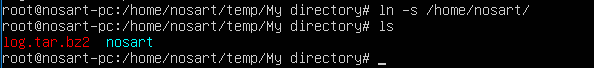 root@nosart-pc:/home/nosart/temp/My directory# ln -s /home/nosart/
root@nosart-pc:/home/nosart/temp/My directory# ls
log.tar.bz2  nosart
root@nosart-pc:/home/nosart/temp/My directory# _